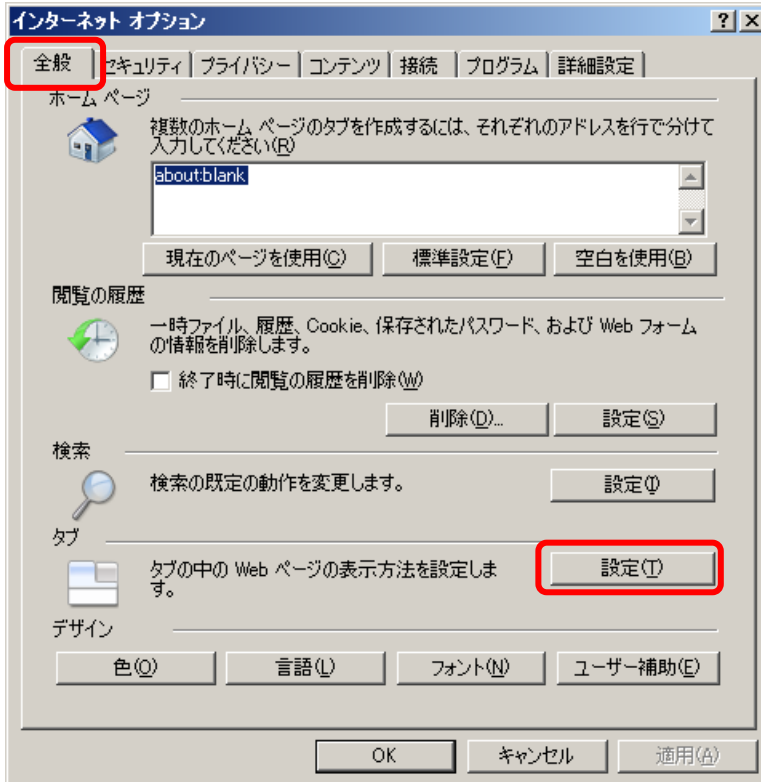 インターネット オプション
全般 セキュリティ プライバシー コンテンツ 接続 プログラム 詳細設定
ホーム ページ
複数のホーム ページのタブを作成するには、それぞれのアドレスを行で分けて
入力してください(R)
about:blank
現在のページを使用(C) 標準設定(F) 空白を使用(B)
閲覧の履歴
一時ファイル、履歴、Cookie、保存されたパスワード、および Web フォーム
の情報を削除します。
終了時に閲覧の履歴を削除(W)
削除(D)... 設定(S)
検索
検索の既定の動作を変更します。
設定(I)
タブ
タブの中の Web ページの表示方法を設定しま
す。
設定(T)
デザイン
色(O) 言語(L) フォント(N) ユーザー補助(E)
OK キャンセル 適用(A)